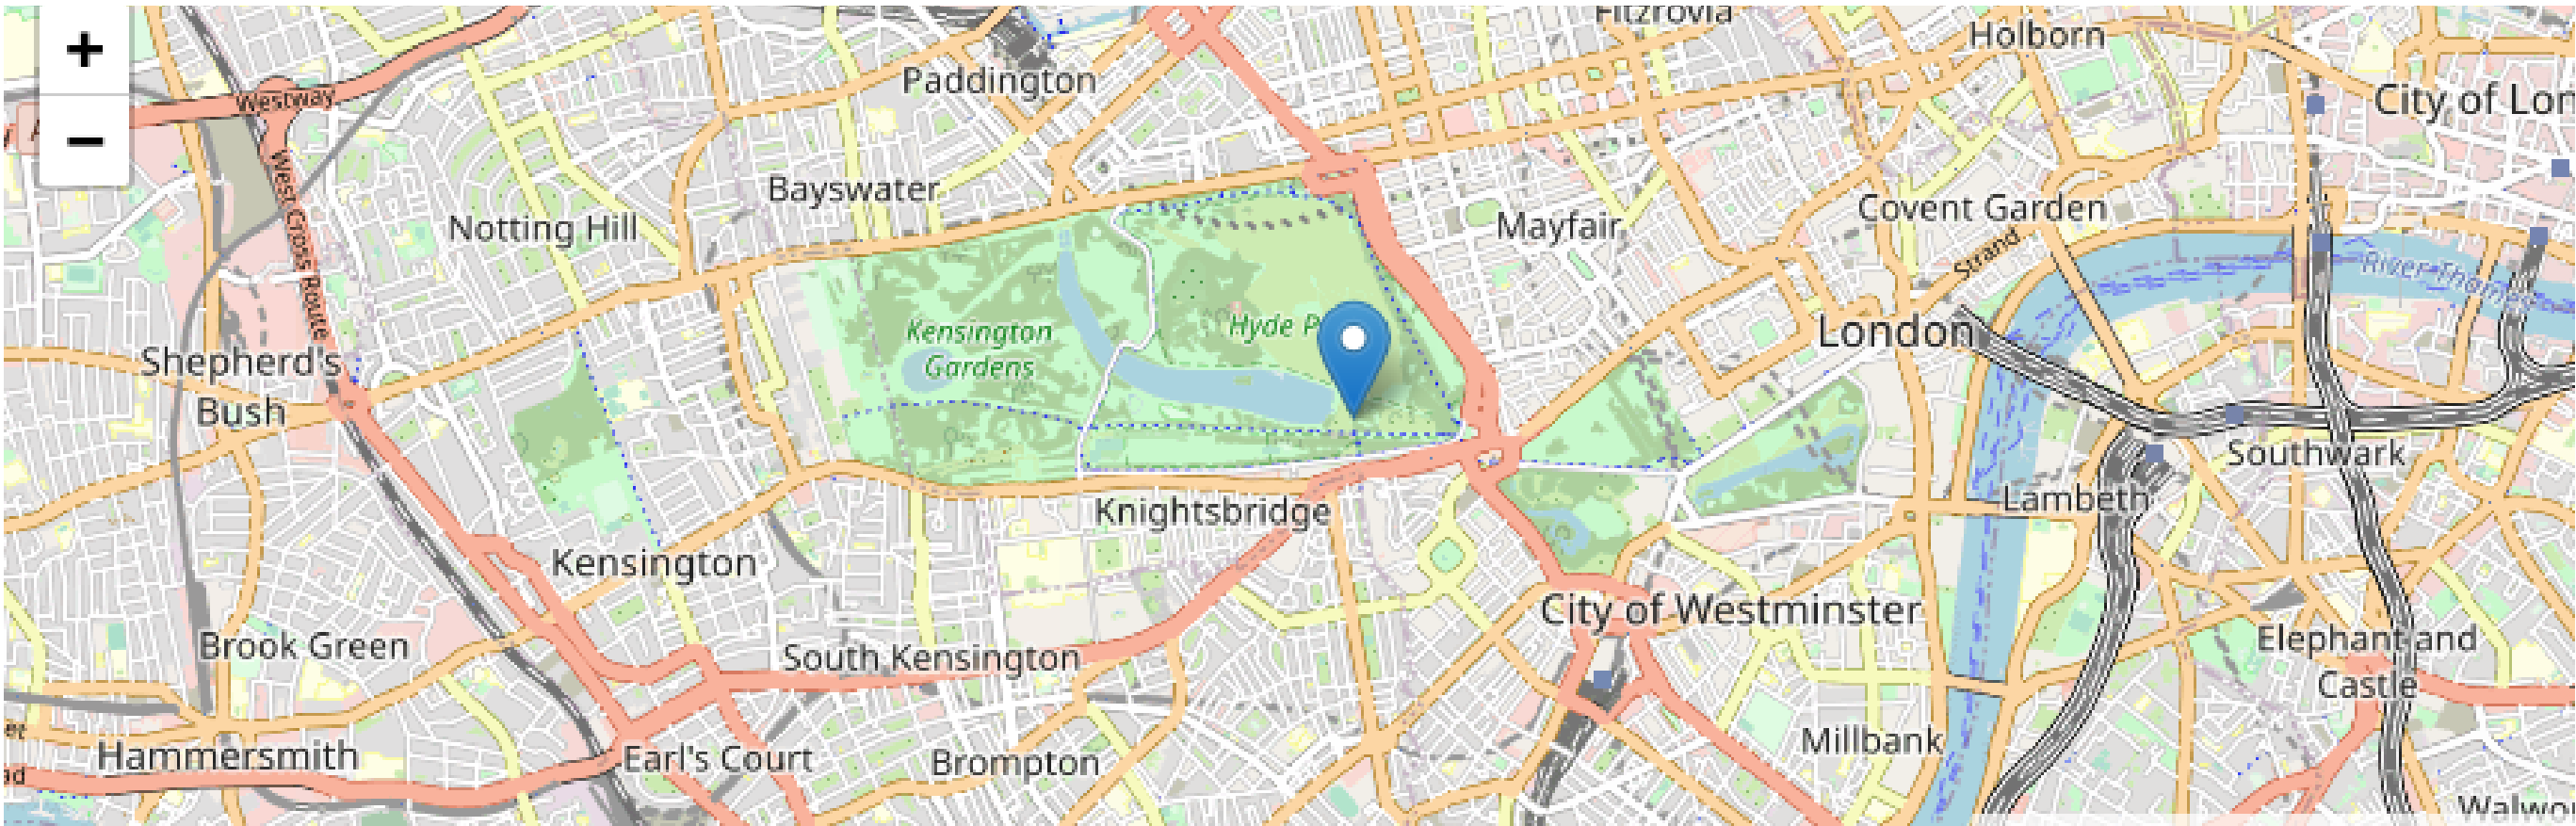 +
Fitzrovia
Holborn
Paddington
Westway
City of Lon
−
A
West Cross Route
Bayswater
Notting Hill
Mayfair
Covent Garden
Strand
River Thames
Kensington
Gardens
Hyde P
London
Shepherd's
Bush
Southwark
Lambeth
Knightsbridge
Kensington
City of Westminster
Brook Green
South Kensington
Elephant and
Castle
Millbank
Hammersmith
Earl's Court
Brompton
ad
Walwo